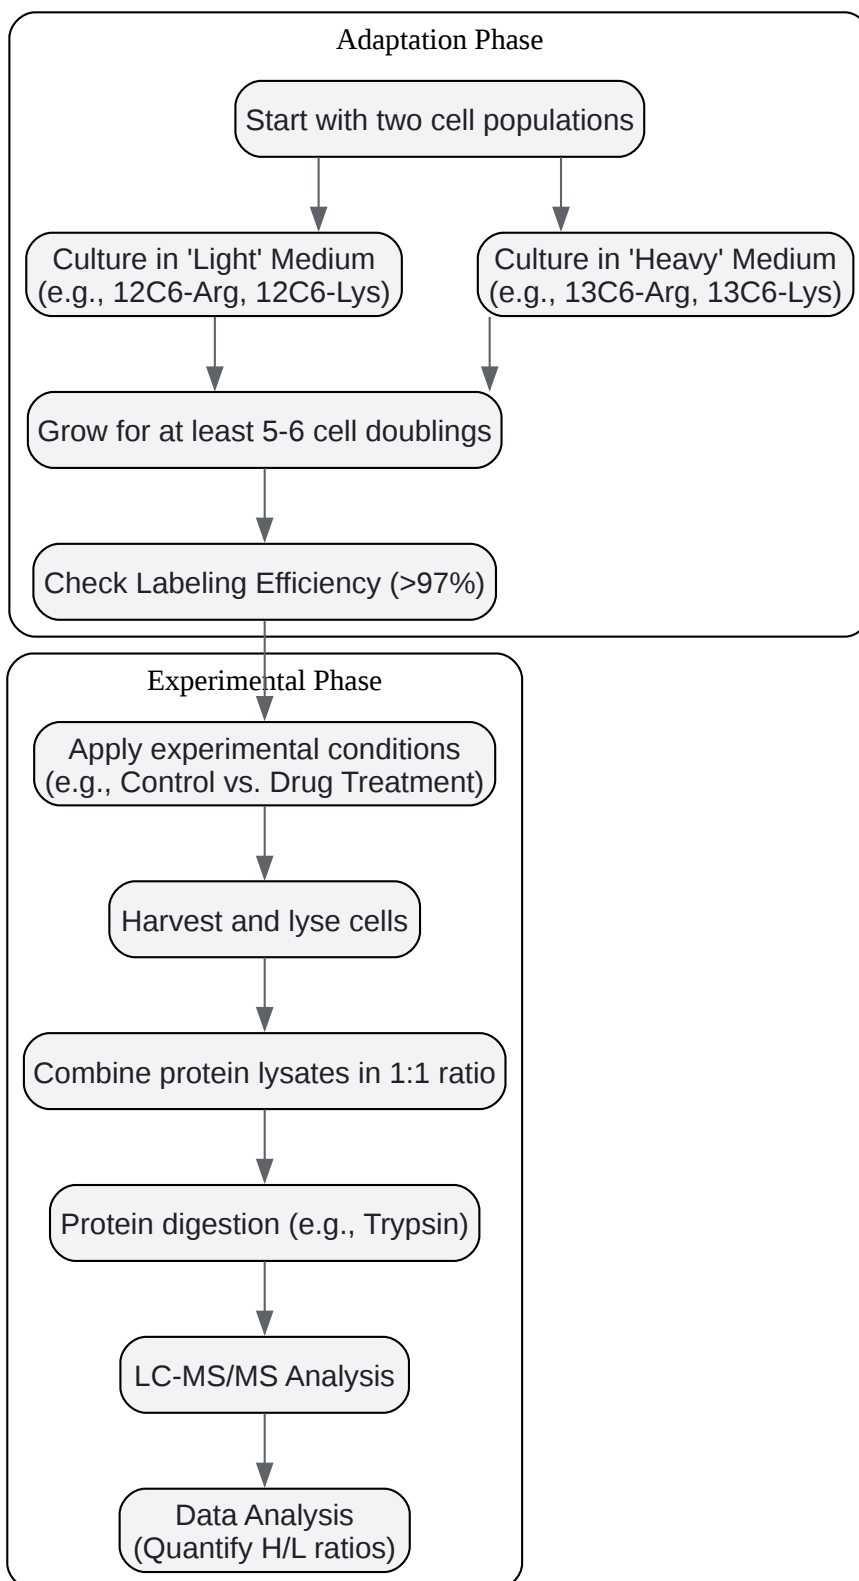 Adaptation Phase
Start with two cell populations
Culture in 'Light' Medium
(e.g., 12C6-Arg, 12C6-Lys)
Culture in 'Heavy' Medium
(e.g., 13C6-Arg, 13C6-Lys)
Grow for at least 5-6 cell doublings
Check Labeling Efficiency (>97%)
Experimental Phase
Apply experimental conditions
(e.g., Control vs. Drug Treatment)
Harvest and lyse cells
Combine protein lysates in 1:1 ratio
Protein digestion (e.g., Trypsin)
LC-MS/MS Analysis
Data Analysis
(Quantify H/L ratios)